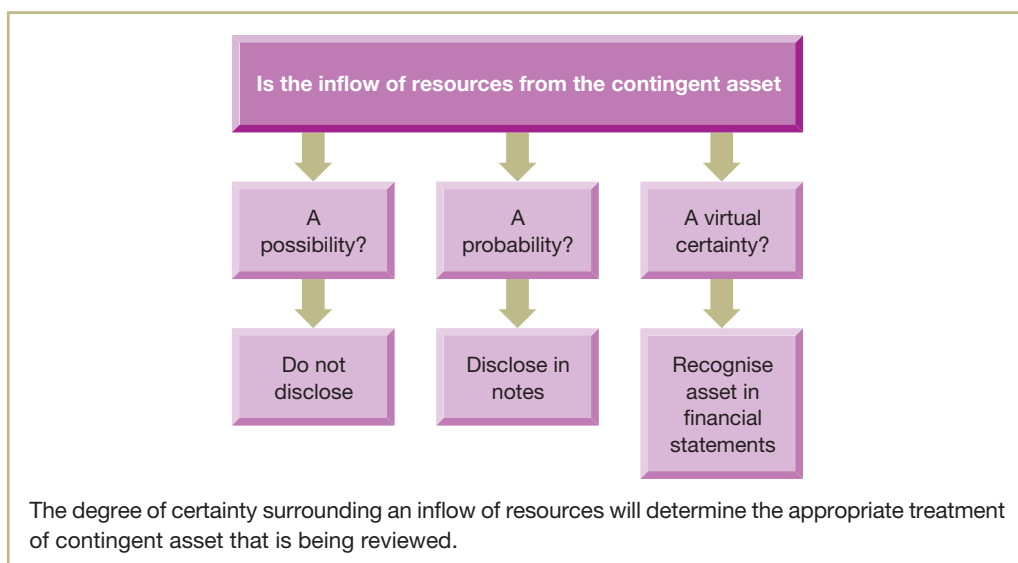 Is the inflow of resources from the contingent asset
A
possibility?
A
probability?
A virtual
certainty?
Do not
disclose
Disclose in
notes
Recognise
asset in
financial
statements
The degree of certainty surrounding an inflow of resources will determine the appropriate treatment
of contingent asset that is being reviewed.